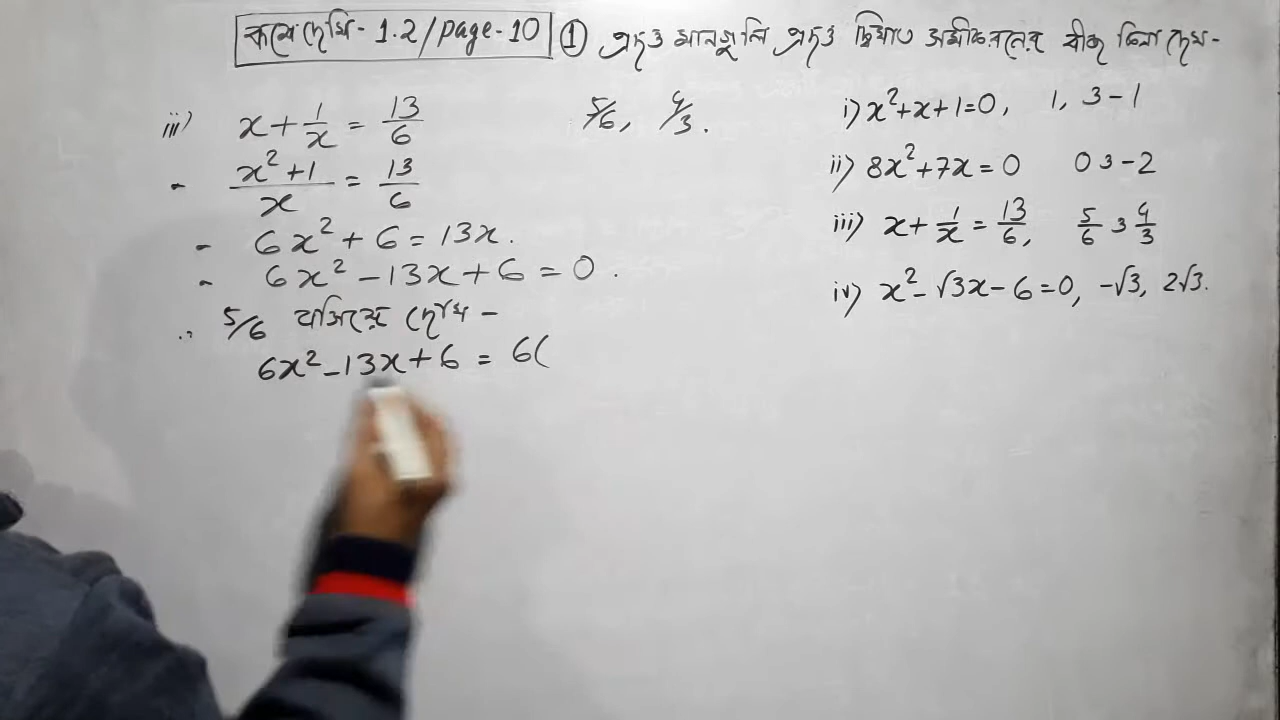 কষে দেখি - 1.2 / page - 10 ① প্রদত্ত মানগুলি প্রদত্ত দ্বিঘাত সমীকরনের বীজ কিনা দেখ -
iii) x + 1/x = 13/6 5/6, 4/3.
- (x² + 1)/x = 13/6
- 6x² + 6 = 13x.
- 6x² - 13x + 6 = 0.
∴ 5/6 বসিয়ে দেখি -
6x² - 13x + 6 = 6(
i) x² + x + 1 = 0, 1, ও - 1
ii) 8x² + 7x = 0 0 ও - 2
iii) x + 1/x = 13/6, 5/6 ও 4/3
iv) x² - √3x - 6 = 0, -√3, 2√3.